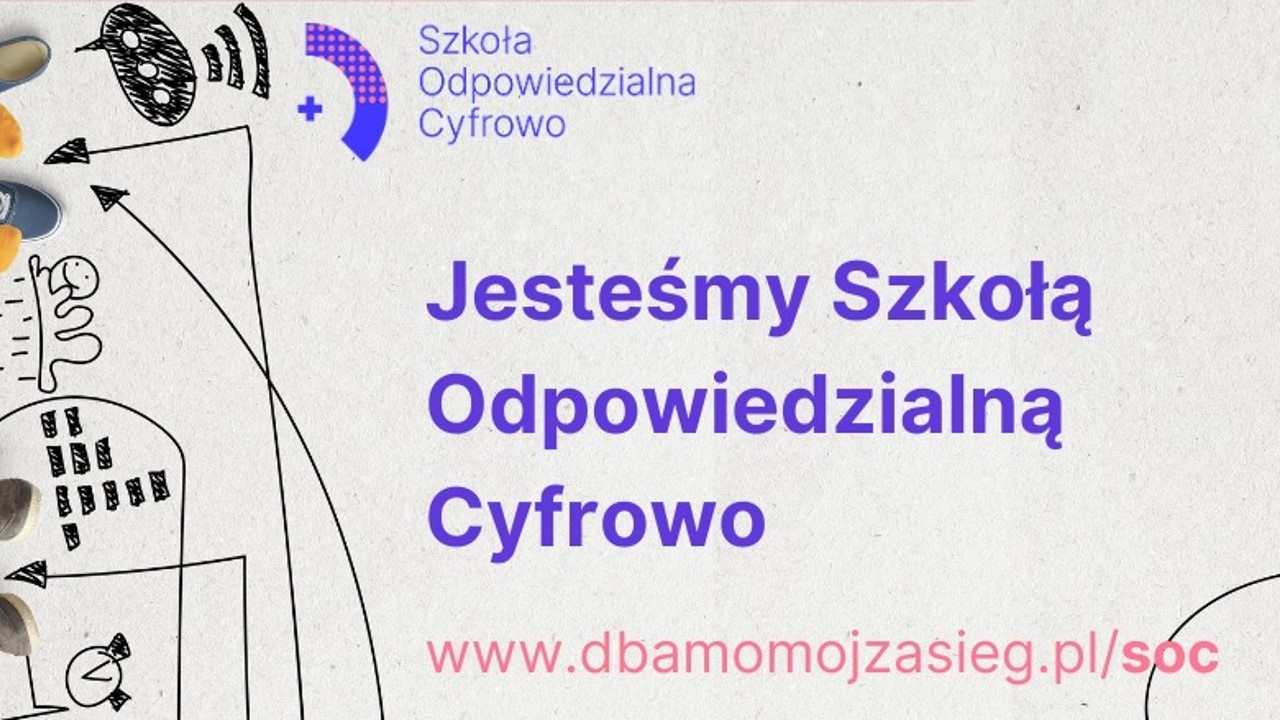 Szkoła
Odpowiedzialna
Cyfrowo
Jesteśmy Szkołą
Odpowiedzialną
Cyfrowo
www.dbamomojzasieg.pl/soc